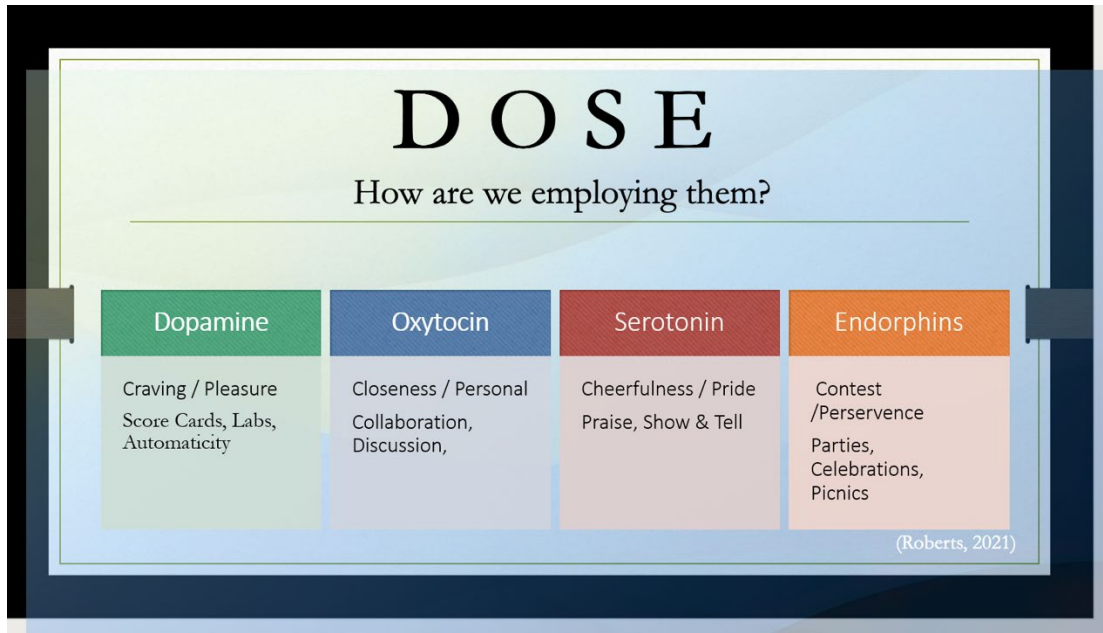 D O S E
How are we employing them?
Dopamine
Craving / Pleasure
Score Cards, Labs,
Automaticity
Oxytocin
Closeness / Personal
Collaboration,
Discussion,
Serotonin
Cheerfulness / Pride
Praise, Show & Tell
Endorphins
Contest
/Perservence
Parties,
Celebrations,
Picnics
(Roberts, 2021)